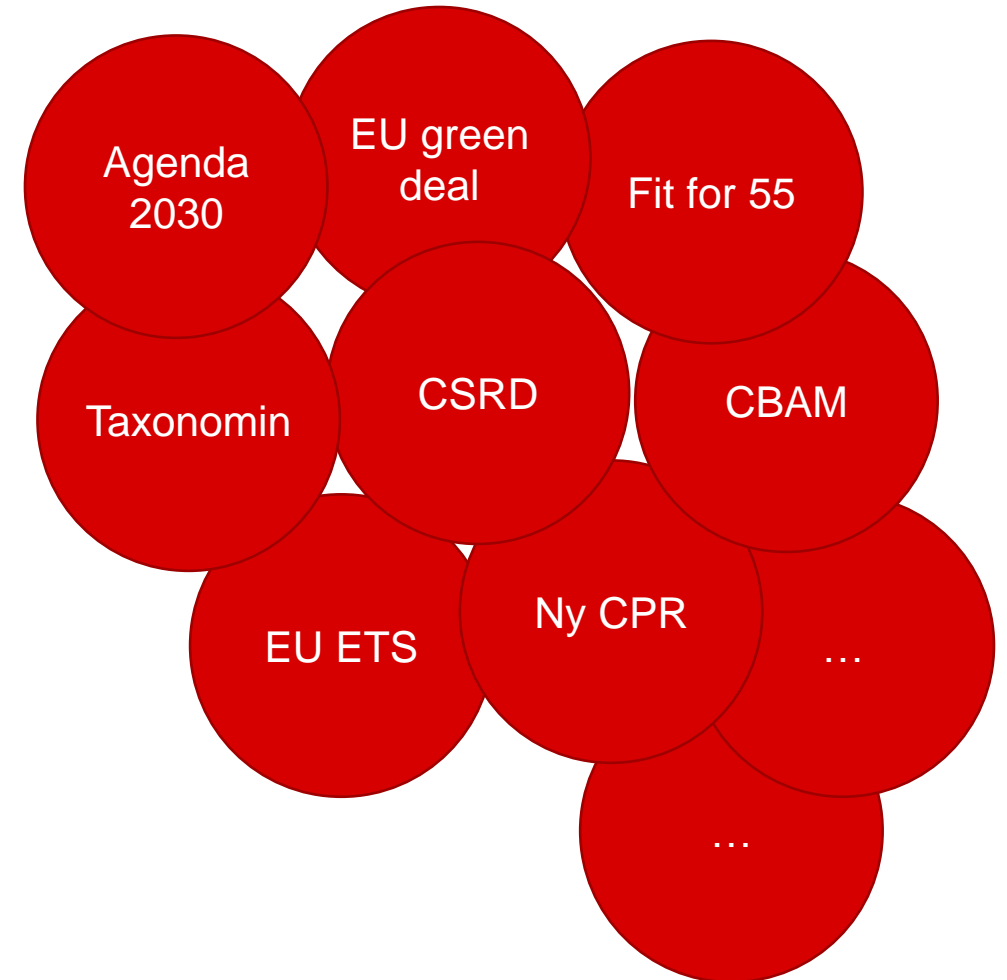 Agenda
2030
EU green
deal
Fit for 55
Taxonomin
CSRD
CBAM
EU ETS
Ny CPR
…
…